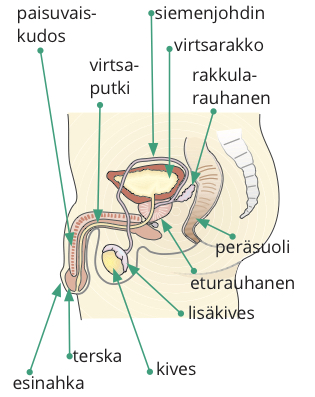 paisuvais-
kudos
siemenjohdin
virtsarakko
virtsa-
putki
rakkula-
rauhanen
peräsuoli
eturauhanen
lisäkives
terska
kives
esinahka